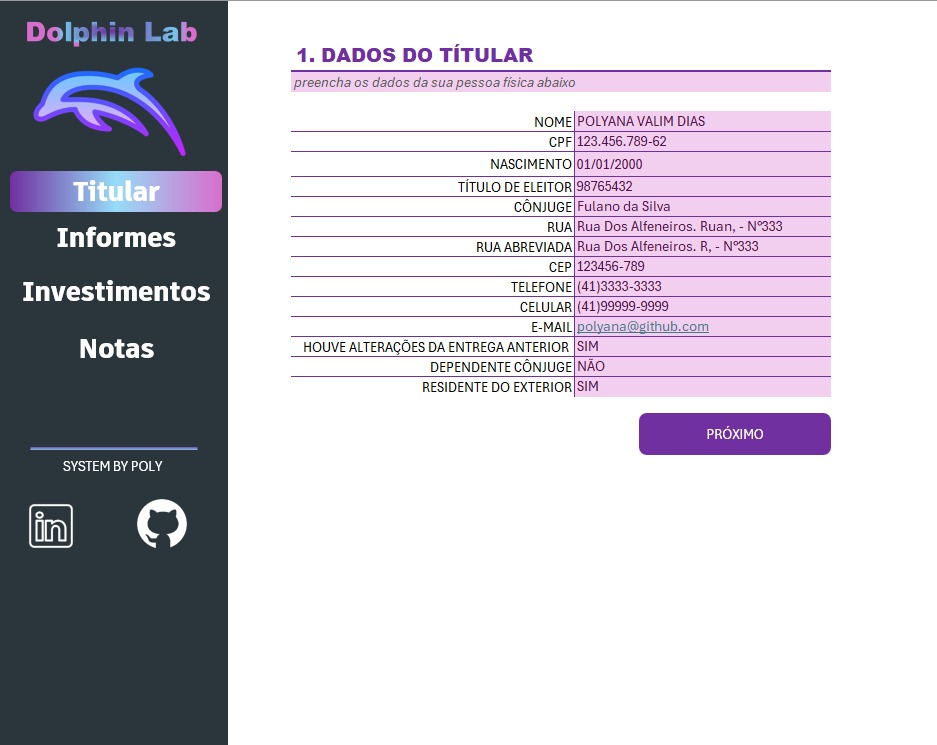 Dolphin Lab
Titular
Informes
Investimentos
Notas
SYSTEM BY POLY
in
1. DADOS DO TÍTULAR
preencha os dados da sua pessoa física abaixo
NOME POLYANA VALIM DIAS
CPF 123.456.789-62
NASCIMENTO 01/01/2000
TÍTULO DE ELEITOR 98765432
CÔNJUGE Fulano da Silva
RUA Rua Dos Alfeneiros. Ruan, - Nº333
RUA ABREVIADA Rua Dos Alfeneiros. R, - Nº333
CEP 123456-789
TELEFONE (41)3333-3333
CELULAR (41)99999-9999
E-MAIL polyana@github.com
HOUVE ALTERAÇÕES DA ENTREGA ANTERIOR SIM
DEPENDENTE CÔNJUGE NÃO
RESIDENTE DO EXTERIOR SIM
PRÓXIMO